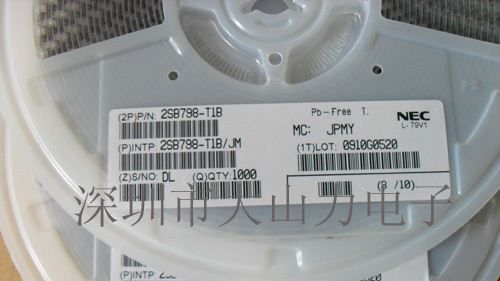 (2P)P/N: 2SB798-T1B
Pb-Free T.
NEC
L-79V1
MC: JPMY
(P)INTP: 2SB798-T1B/JM
(1T)LOT: 0910G0520
(Z)S/NO: DL (Q)QTY: 1000
(8 /10)
深圳市大山力电子
(P)INTP: